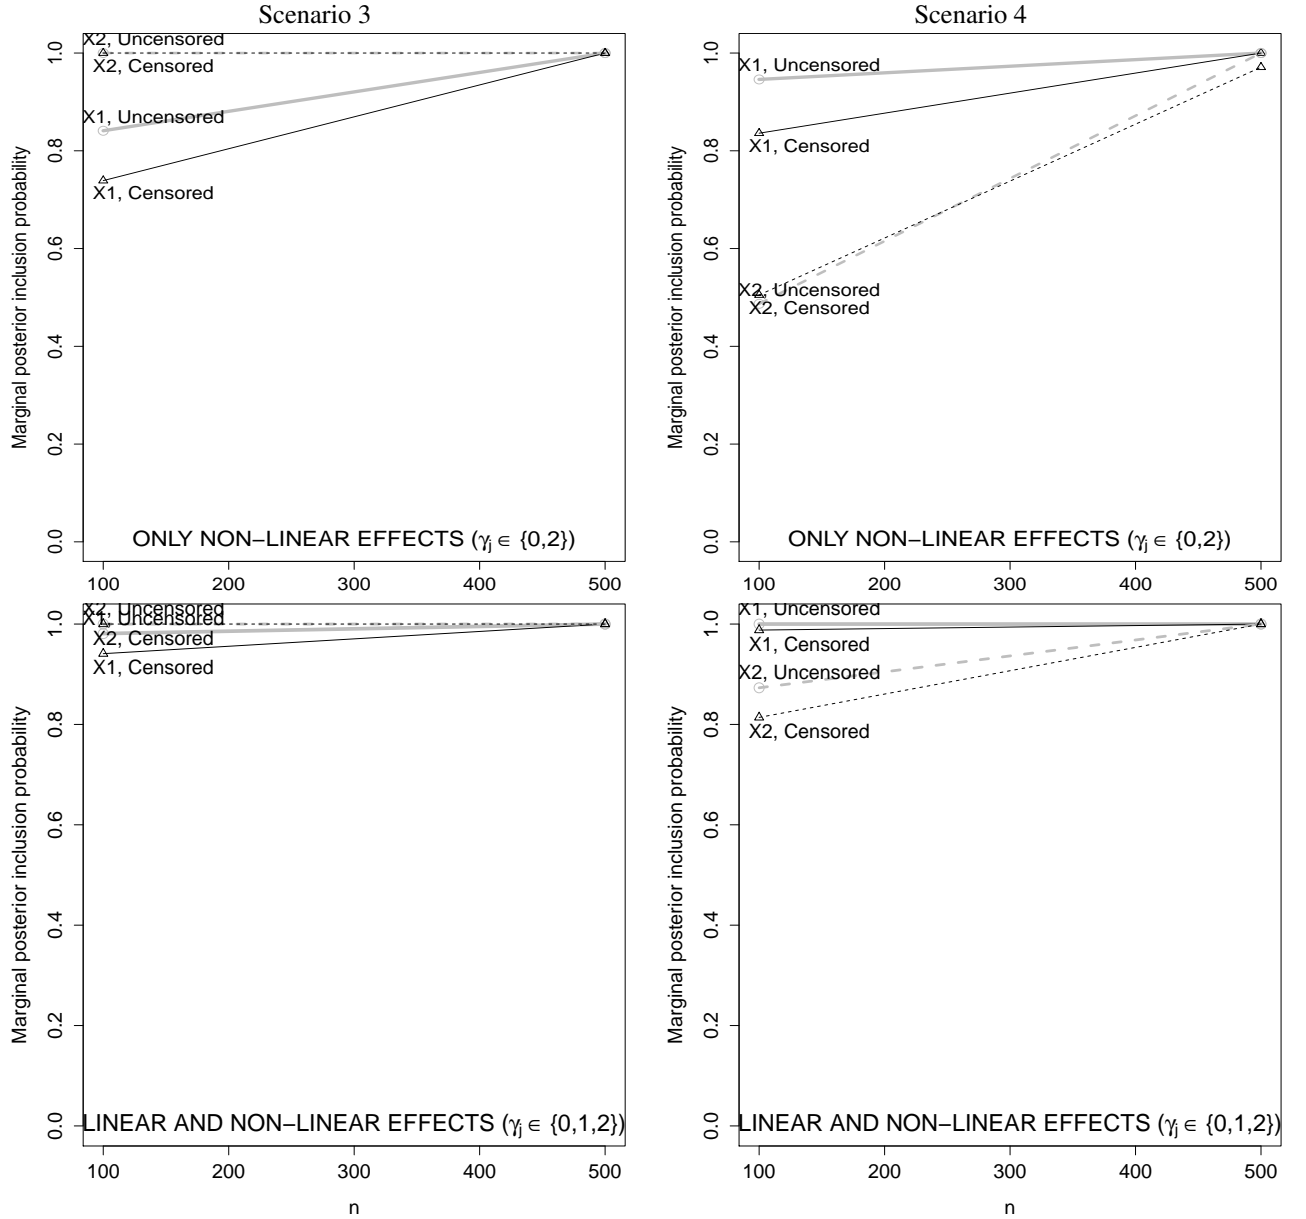 Scenario 3
Scenario 4
Marginal posterior inclusion probability
0.0 0.2 0.4 0.6 0.8 1.0
X2, Uncensored
X2, Censored
X1, Uncensored
X1, Censored
ONLY NON−LINEAR EFFECTS (γj ∈ {0,2})
100 200 300 400 500
Marginal posterior inclusion probability
0.0 0.2 0.4 0.6 0.8 1.0
X1, Uncensored
X1, Censored
X2, Uncensored
X2, Censored
ONLY NON−LINEAR EFFECTS (γj ∈ {0,2})
100 200 300 400 500
Marginal posterior inclusion probability
0.0 0.2 0.4 0.6 0.8 1.0
X2, Uncensored
X1, Uncensored
X2, Censored
X1, Censored
LINEAR AND NON−LINEAR EFFECTS (γj ∈ {0,1,2})
100 200 300 400 500
n
Marginal posterior inclusion probability
0.0 0.2 0.4 0.6 0.8 1.0
X1, Uncensored
X1, Censored
X2, Uncensored
X2, Censored
LINEAR AND NON−LINEAR EFFECTS (γj ∈ {0,1,2})
100 200 300 400 500
n